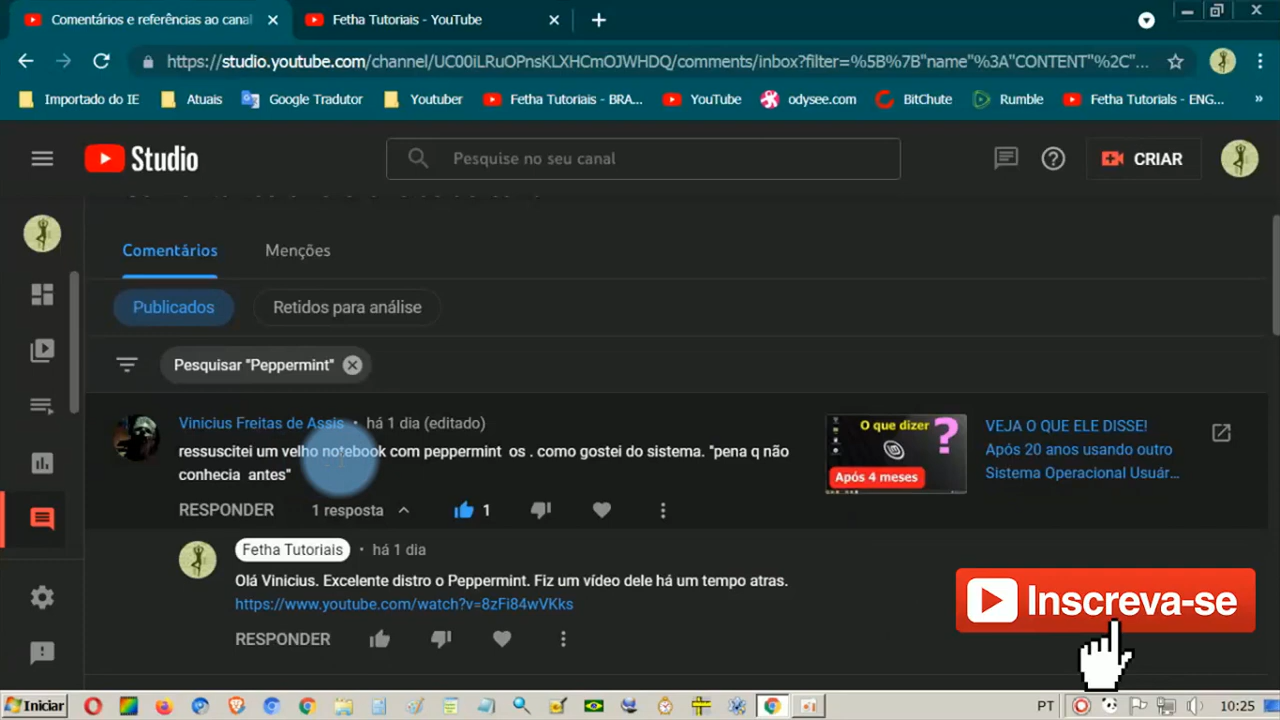 Comentários e referências ao canal
Fetha Tutoriais - YouTube
https://studio.youtube.com/channel/UC00iLRuOPnsKLXHCmOJWHDQ/comments/inbox?filter=%5B%7B"name"%3A"CONTENT"%2C"...
Importado do IE
Atuais
Google Tradutor
Youtuber
Fetha Tutoriais - BRA...
YouTube
odysee.com
BitChute
Rumble
Fetha Tutorials - ENG...
»
Studio
Pesquise no seu canal
CRIAR
Comentários
Menções
Publicados
Retidos para análise
Pesquisar "Peppermint"
Vinicius Freitas de Assis • há 1 dia (editado)
ressuscitei um velho notebook com peppermint os . como gostei do sistema. "pena q não
conhecia antes"
RESPONDER
1 resposta
1
O que dizer
?
Após 4 meses
VEJA O QUE ELE DISSE!
Após 20 anos usando outro
Sistema Operacional Usuár...
Fetha Tutoriais • há 1 dia
Olá Vinicius. Excelente distro o Peppermint. Fiz um vídeo dele há um tempo atras.
https://www.youtube.com/watch?v=8zFi84wVKks
RESPONDER
Inscreva-se
Iniciar
PT
10:25